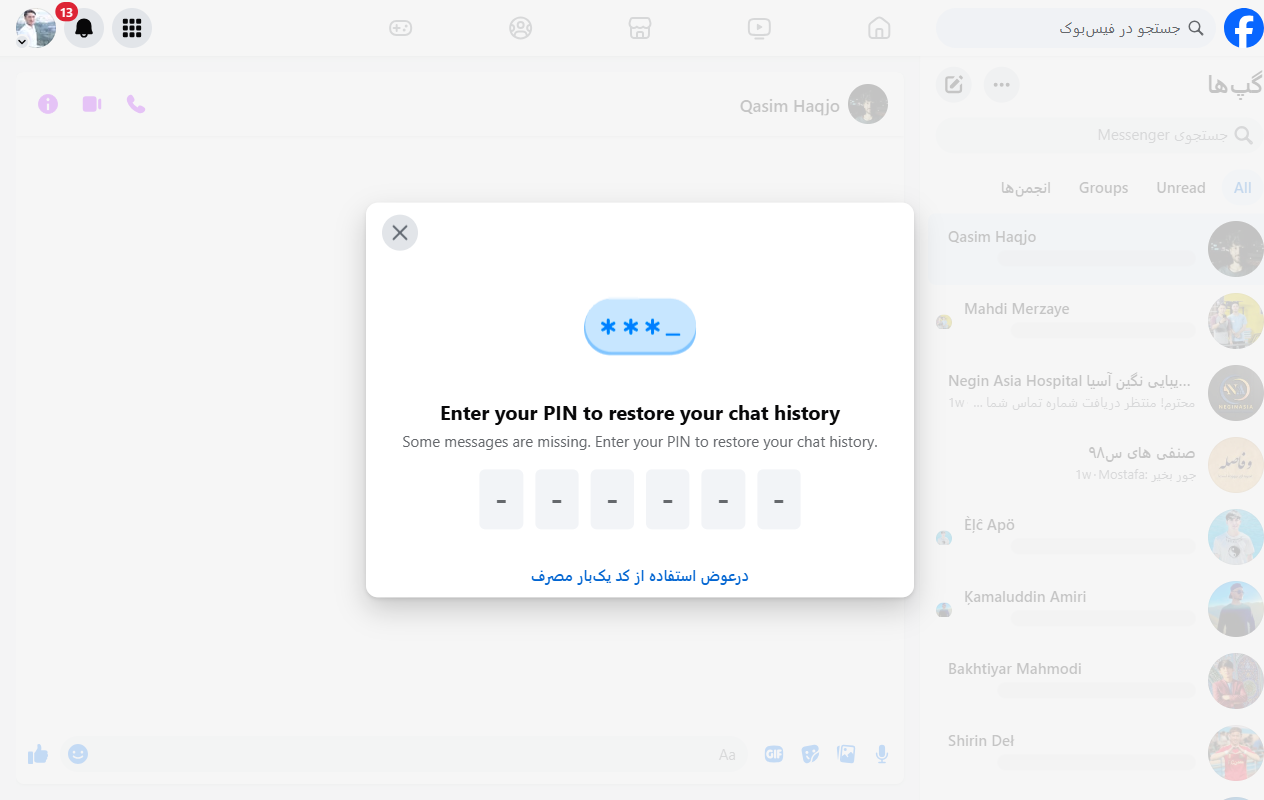 13
جستجو در فیس‌بوک
گپ‌ها
جستجوی Messenger
All
Unread
Groups
انجمن‌ها
Qasim Haqjo
Mahdi Merzaye
Negin Asia Hospital یبایی نگین آسیا...
محترم! منتظر دریافت شماره تماس شما ... · 1w
صنفی های س۹۸
Mostafa: چور بخیر · 1w
Èļĉ Apö
Ķamaluddin Amiri
Bakhtiyar Mahmodi
Shirin Deł
Qasim Haqjo
Enter your PIN to restore your chat history
Some messages are missing. Enter your PIN to restore your chat history.
- - - - - -
درعوض استفاده از کد یک‌بار مصرف
Aa
GIF